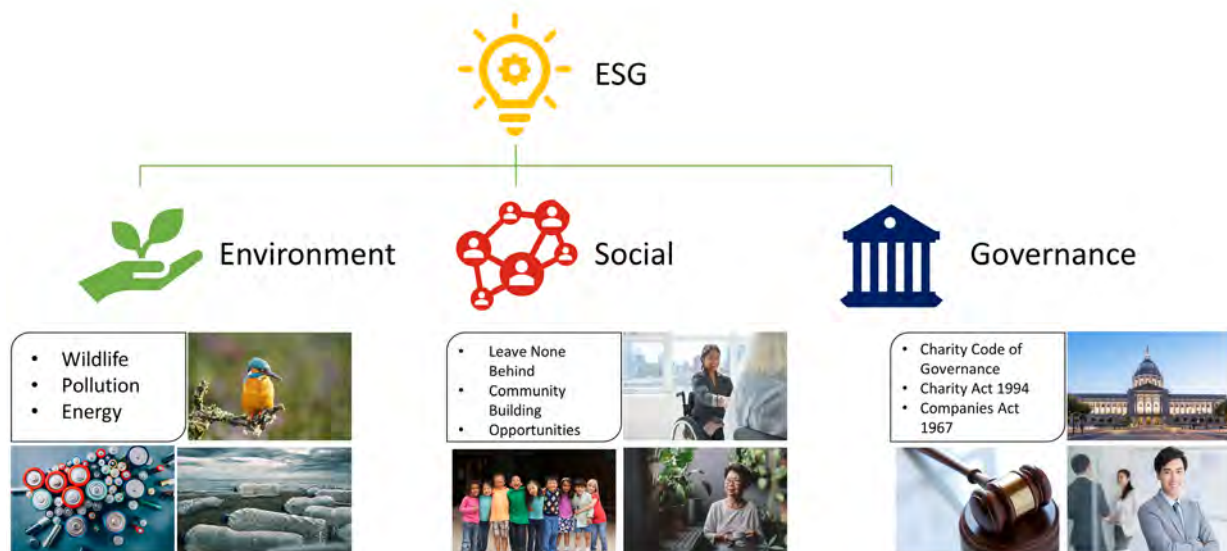 ESG
Environment
Social
Governance
• Wildlife
• Pollution
• Energy
• Leave None
Behind
• Community
Building
• Opportunities
• Charity Code of
Governance
• Charity Act 1994
• Companies Act
1967